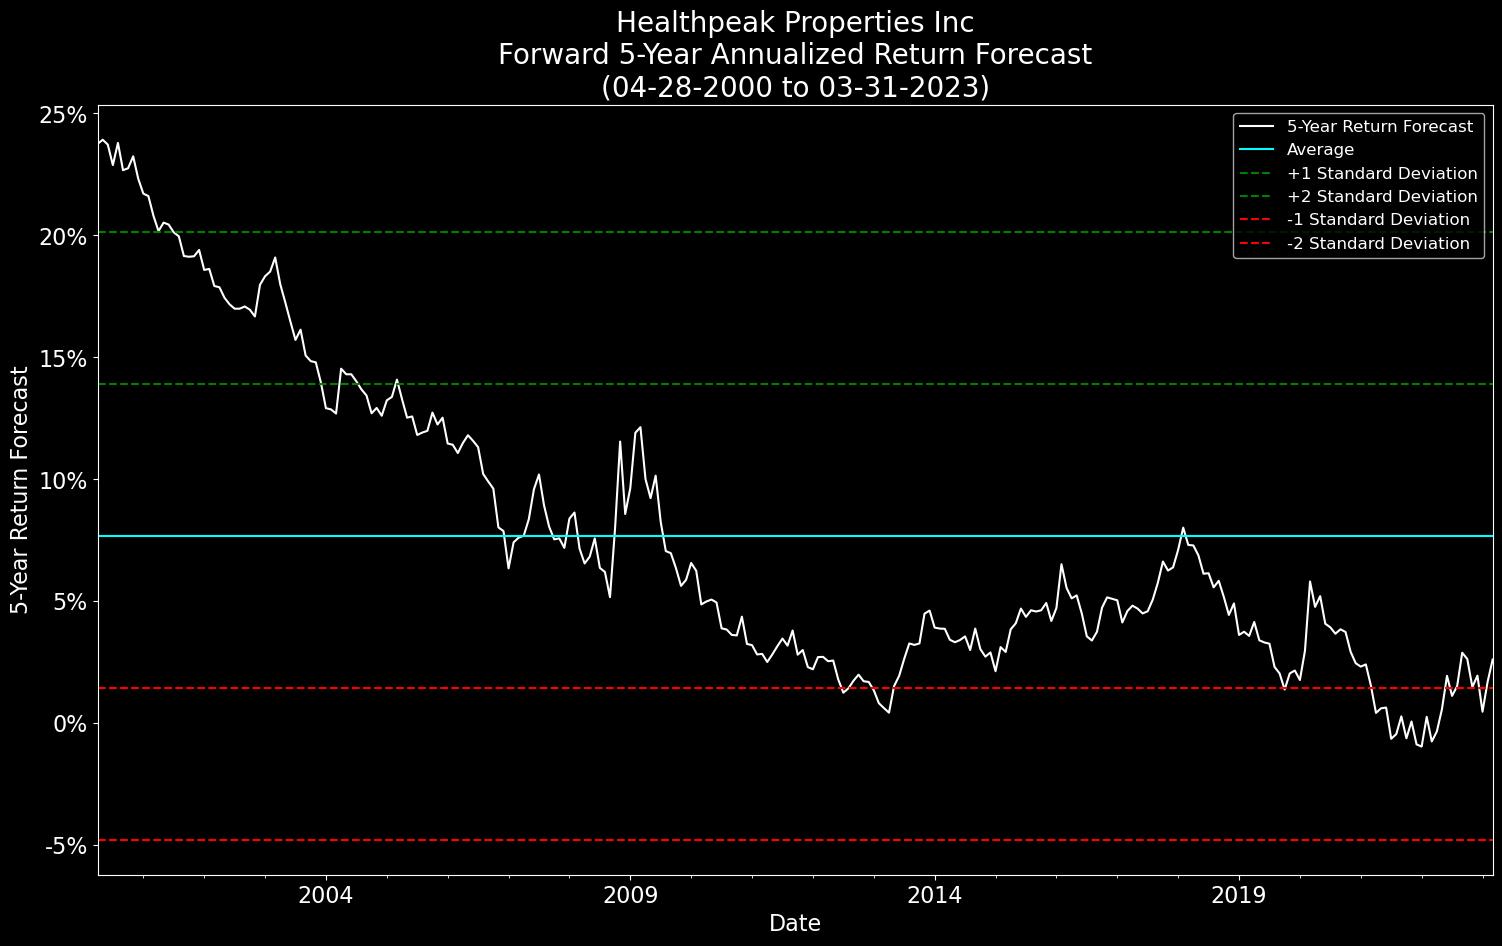 Healthpeak Properties Inc
Forward 5-Year Annualized Return Forecast
(04-28-2000 to 03-31-2023)
25%
20%
15%
10%
5%
0%
-5%
5-Year Return Forecast
5-Year Return Forecast
Average
+1 Standard Deviation
+2 Standard Deviation
-1 Standard Deviation
-2 Standard Deviation
2004
2009
2014
2019
Date